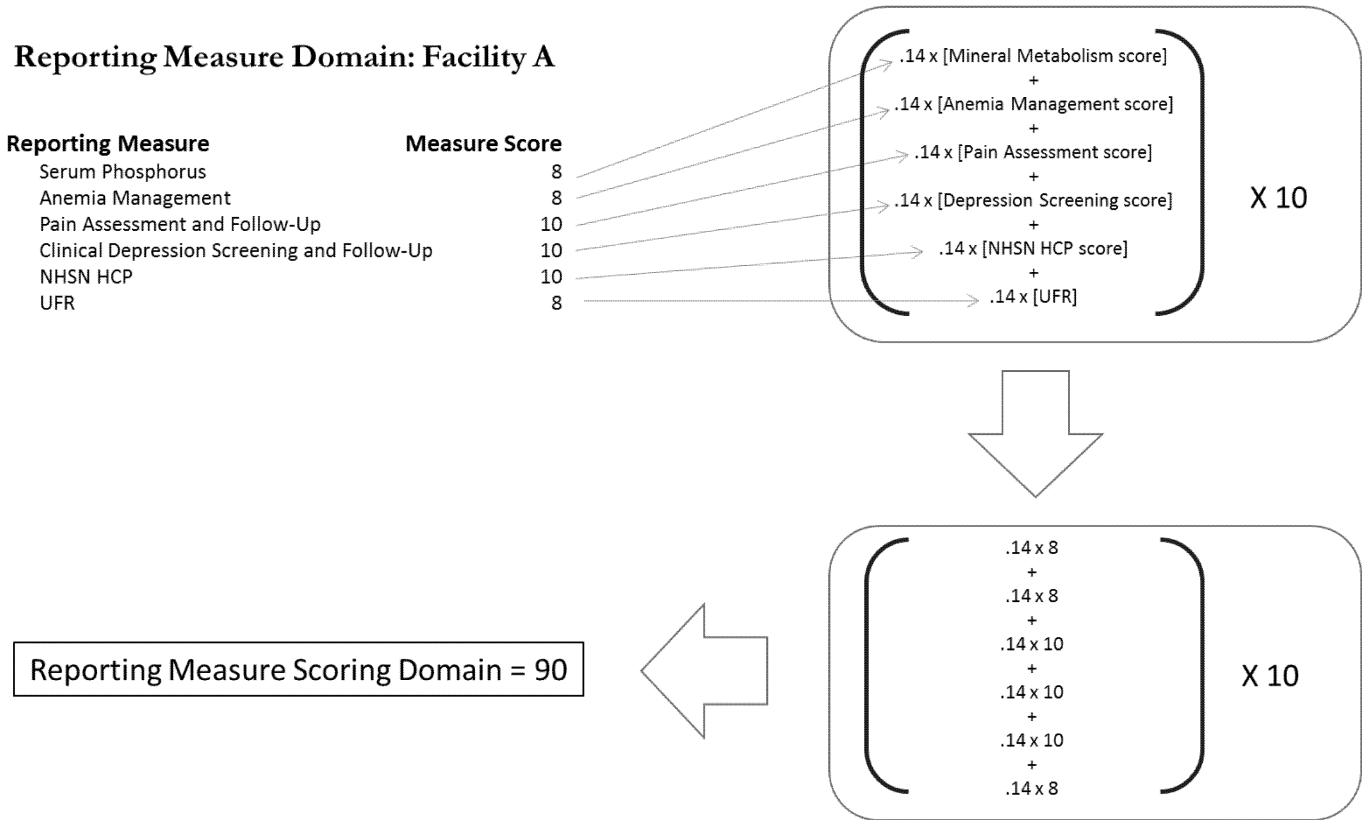 Reporting Measure Domain: Facility A
Reporting Measure Measure Score
Serum Phosphorus 8
Anemia Management 8
Pain Assessment and Follow-Up 10
Clinical Depression Screening and Follow-Up 10
NHSN HCP 10
UFR 8
.14 x [Mineral Metabolism score]
+
.14 x [Anemia Management score]
+
.14 x [Pain Assessment score]
+
.14 x [Depression Screening score]
+
.14 x [NHSN HCP score]
+
.14 x [UFR]
X 10
.14 x 8
+
.14 x 8
+
.14 x 10
+
.14 x 10
+
.14 x 10
+
.14 x 8
X 10
Reporting Measure Scoring Domain = 90